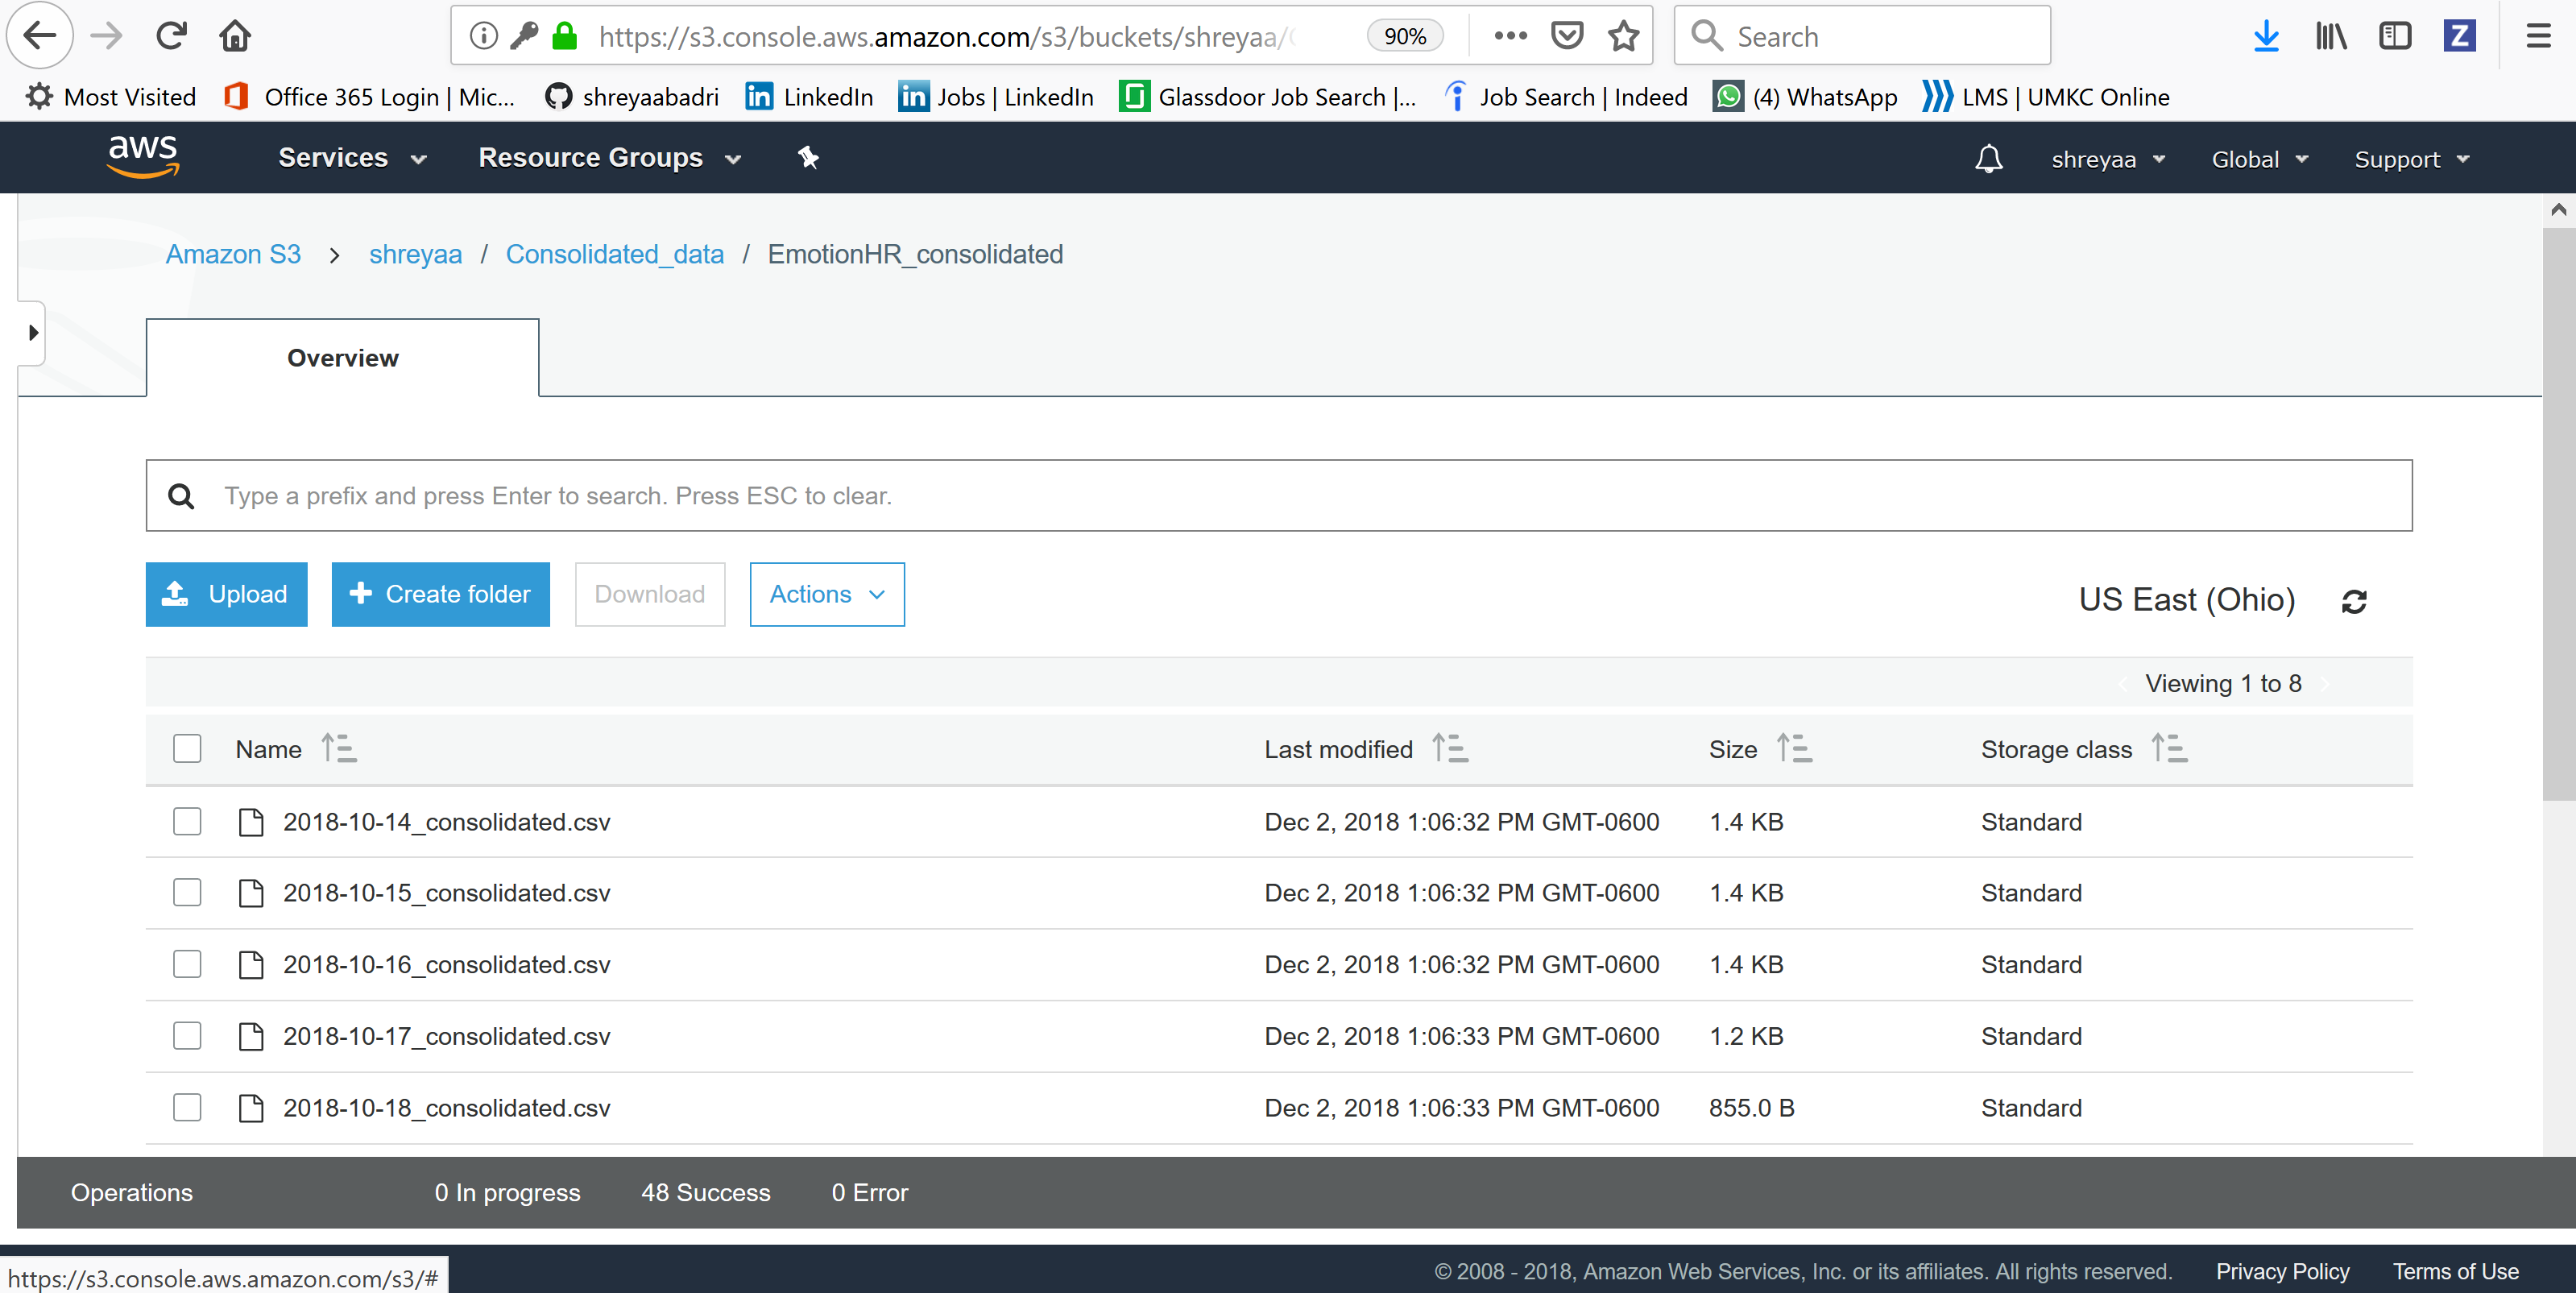 https://s3.console.aws.amazon.com/s3/buckets/shreyaa/ 90% Search
Most Visited Office 365 Login | Mic... shreyaabadri LinkedIn Jobs | LinkedIn Glassdoor Job Search |... Job Search | Indeed (4) WhatsApp LMS | UMKC Online
aws Services Resource Groups shreyaa Global Support
Amazon S3 > shreyaa / Consolidated_data / EmotionHR_consolidated
Overview
Type a prefix and press Enter to search. Press ESC to clear.
Upload Create folder Download Actions US East (Ohio)
Viewing 1 to 8
Name Last modified Size Storage class
2018-10-14_consolidated.csv Dec 2, 2018 1:06:32 PM GMT-0600 1.4 KB Standard
2018-10-15_consolidated.csv Dec 2, 2018 1:06:32 PM GMT-0600 1.4 KB Standard
2018-10-16_consolidated.csv Dec 2, 2018 1:06:32 PM GMT-0600 1.4 KB Standard
2018-10-17_consolidated.csv Dec 2, 2018 1:06:33 PM GMT-0600 1.2 KB Standard
2018-10-18_consolidated.csv Dec 2, 2018 1:06:33 PM GMT-0600 855.0 B Standard
Operations 0 In progress 48 Success 0 Error
https://s3.console.aws.amazon.com/s3/# © 2008 - 2018, Amazon Web Services, Inc. or its affiliates. All rights reserved. Privacy Policy Terms of Use